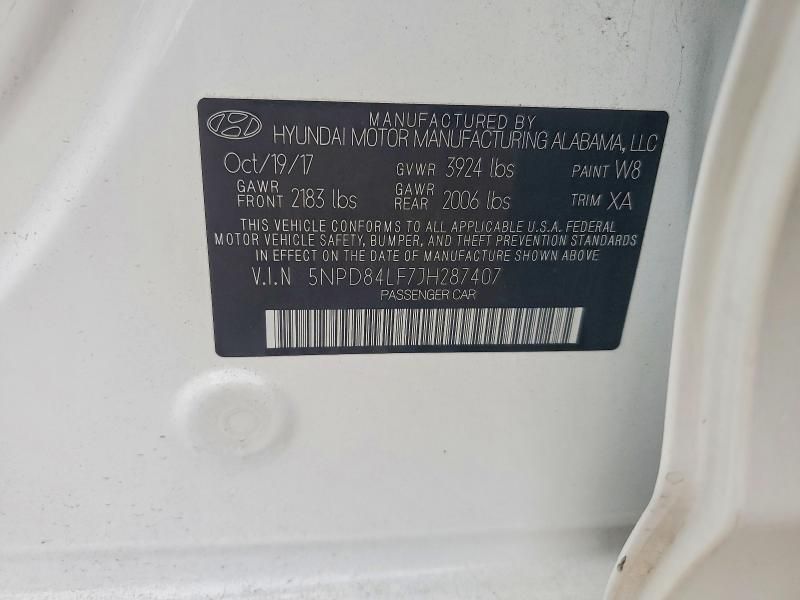 MANUFACTURED BY
HYUNDAI MOTOR MANUFACTURING ALABAMA, LLC
Oct/19/17 GVWR 3924 lbs PAINT W8
GAWR FRONT 2183 lbs GAWR REAR 2006 lbs TRIM XA
THIS VEHICLE CONFORMS TO ALL APPLICABLE U.S.A. FEDERAL
MOTOR VEHICLE SAFETY, BUMPER, AND THEFT PREVENTION STANDARDS
IN EFFECT ON THE DATE OF MANUFACTURE SHOWN ABOVE.
V.I.N 5NPD84LF7JH287407
PASSENGER CAR